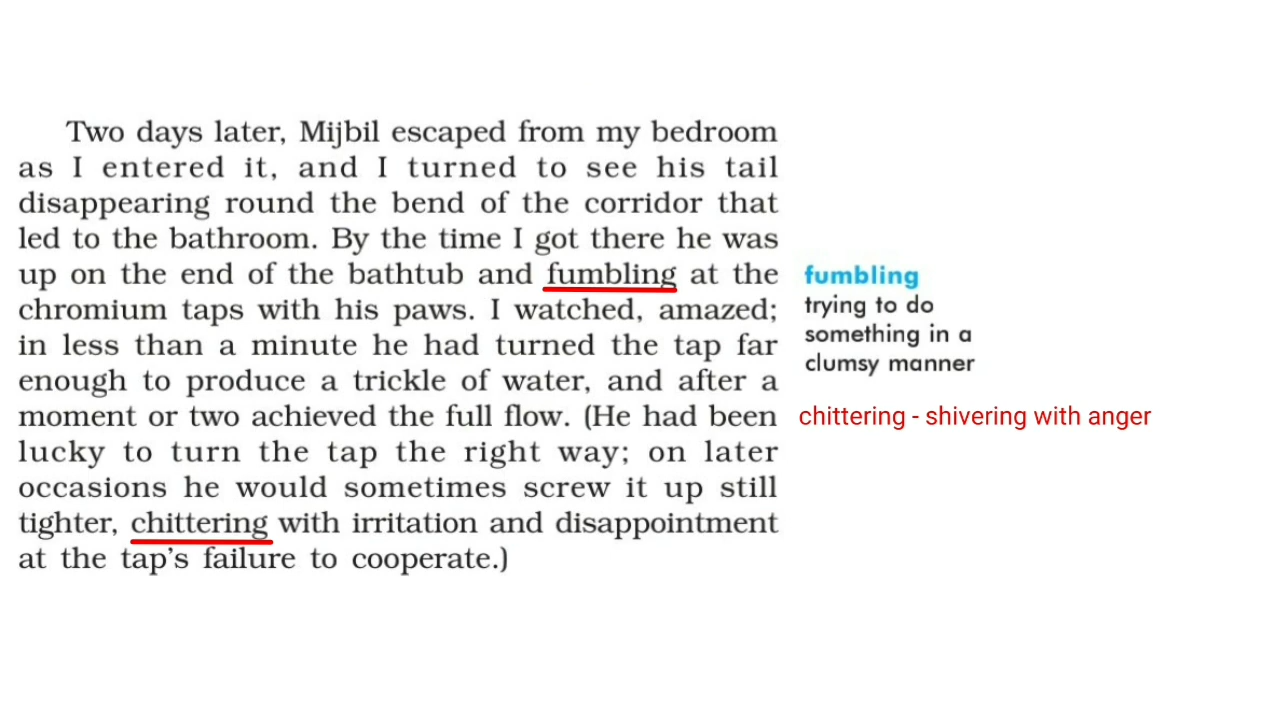 Two days later, Mijbil escaped from my bedroom
as I entered it, and I turned to see his tail
disappearing round the bend of the corridor that
led to the bathroom. By the time I got there he was
up on the end of the bathtub and fumbling at the
chromium taps with his paws. I watched, amazed;
in less than a minute he had turned the tap far
enough to produce a trickle of water, and after a
moment or two achieved the full flow. (He had been
lucky to turn the tap the right way; on later
occasions he would sometimes screw it up still
tighter, chittering with irritation and disappointment
at the tap’s failure to cooperate.)
fumbling
trying to do
something in a
clumsy manner
chittering - shivering with anger